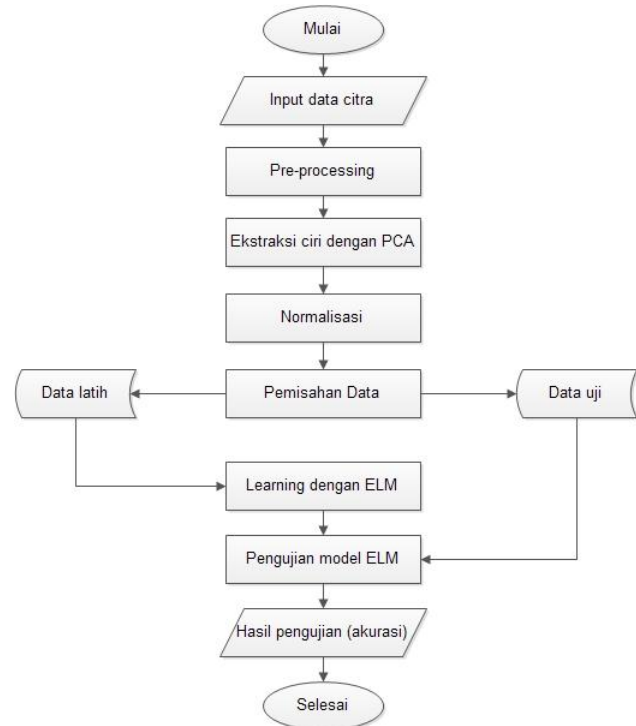 Mulai
Input data citra
Pre-processing
Ekstraksi ciri dengan PCA
Normalisasi
Data latih
Pemisahan Data
Data uji
Learning dengan ELM
Pengujian model ELM
Hasil pengujian (akurasi)
Selesai